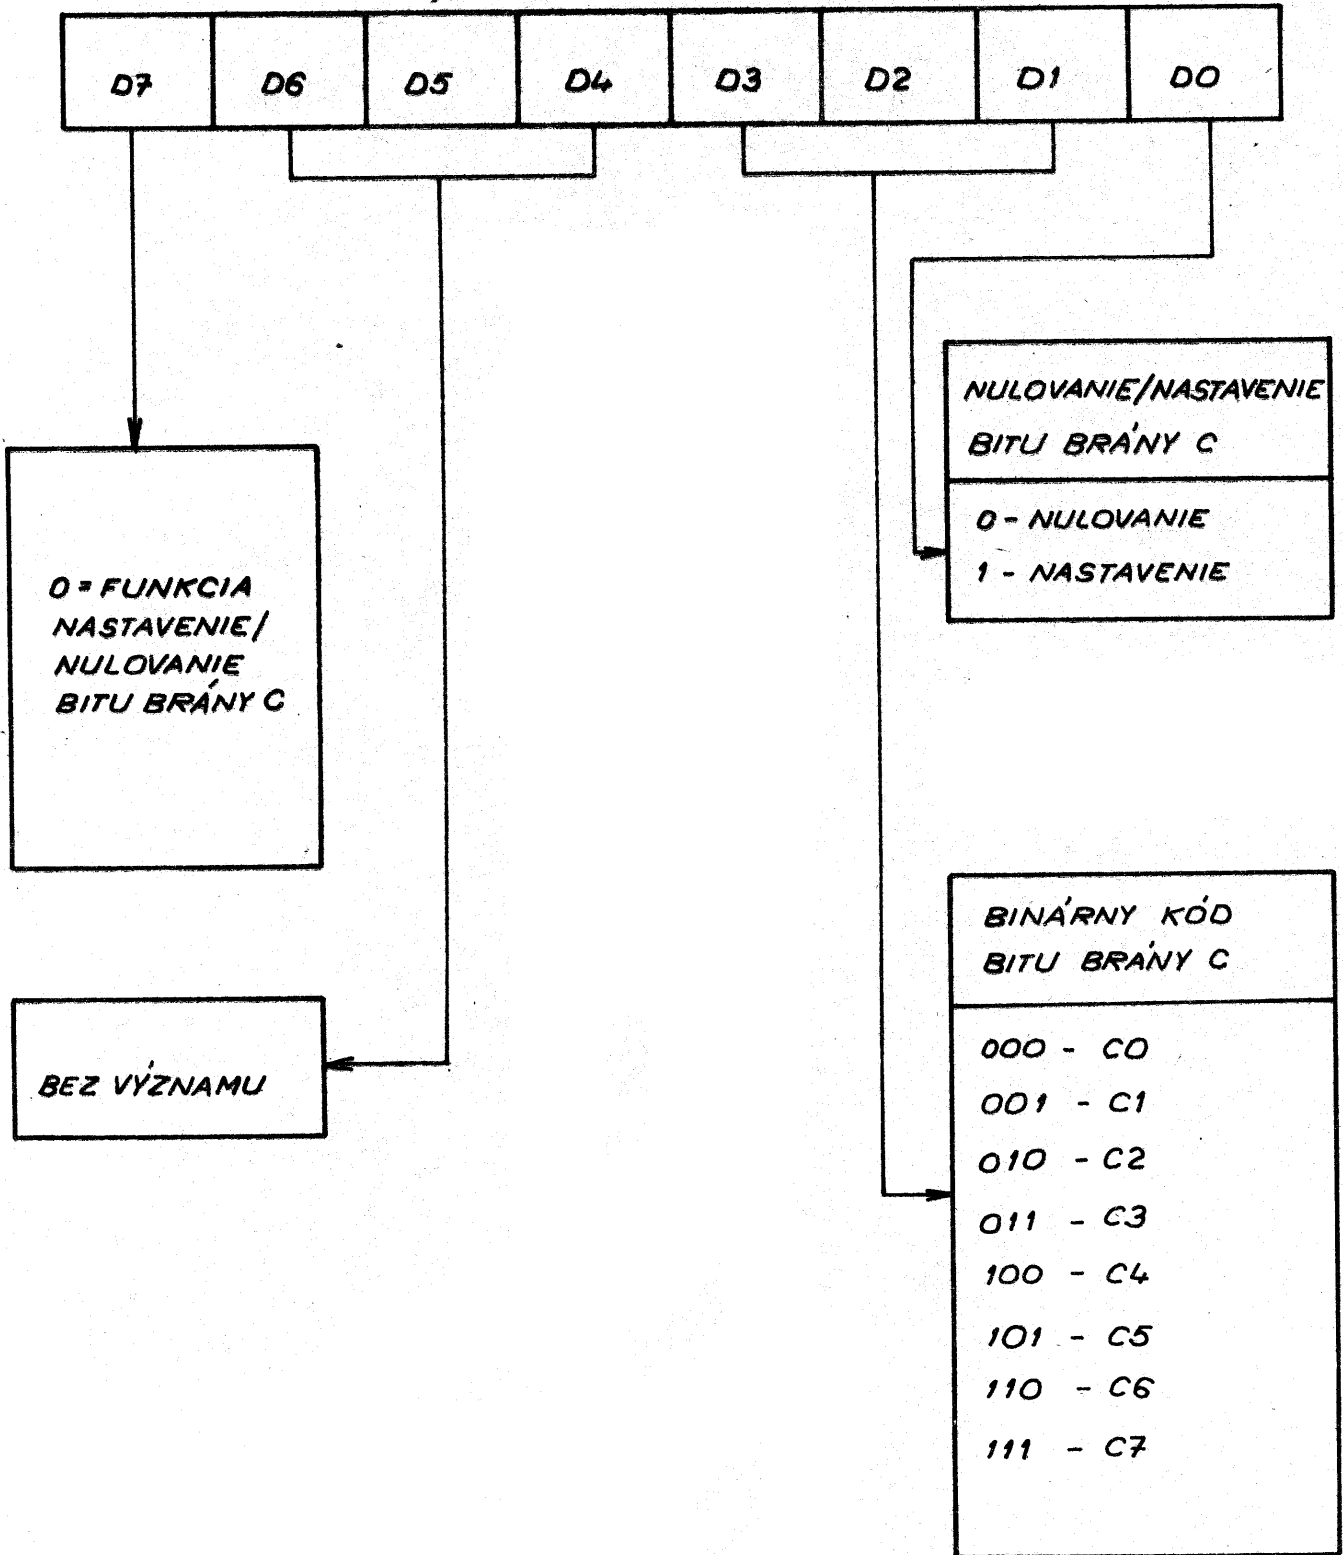 D7 D6 D5 D4 D3 D2 D1 D0
NULOVANIE/NASTAVENIE
BITU BRÁNY C
0 - NULOVANIE
1 - NASTAVENIE
0 = FUNKCIA
NASTAVENIE/
NULOVANIE
BITU BRÁNY C
BINÁRNY KÓD
BITU BRÁNY C
000 - C0
001 - C1
010 - C2
011 - C3
100 - C4
101 - C5
110 - C6
111 - C7
BEZ VÝZNAMU